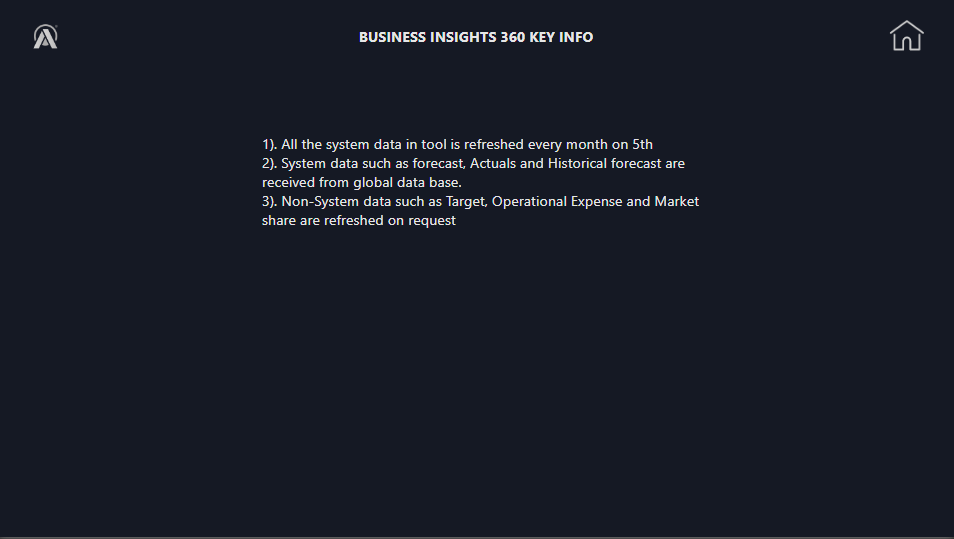 BUSINESS INSIGHTS 360 KEY INFO
1). All the system data in tool is refreshed every month on 5th
2). System data such as forecast, Actuals and Historical forecast are
received from global data base.
3). Non-System data such as Target, Operational Expense and Market
share are refreshed on request